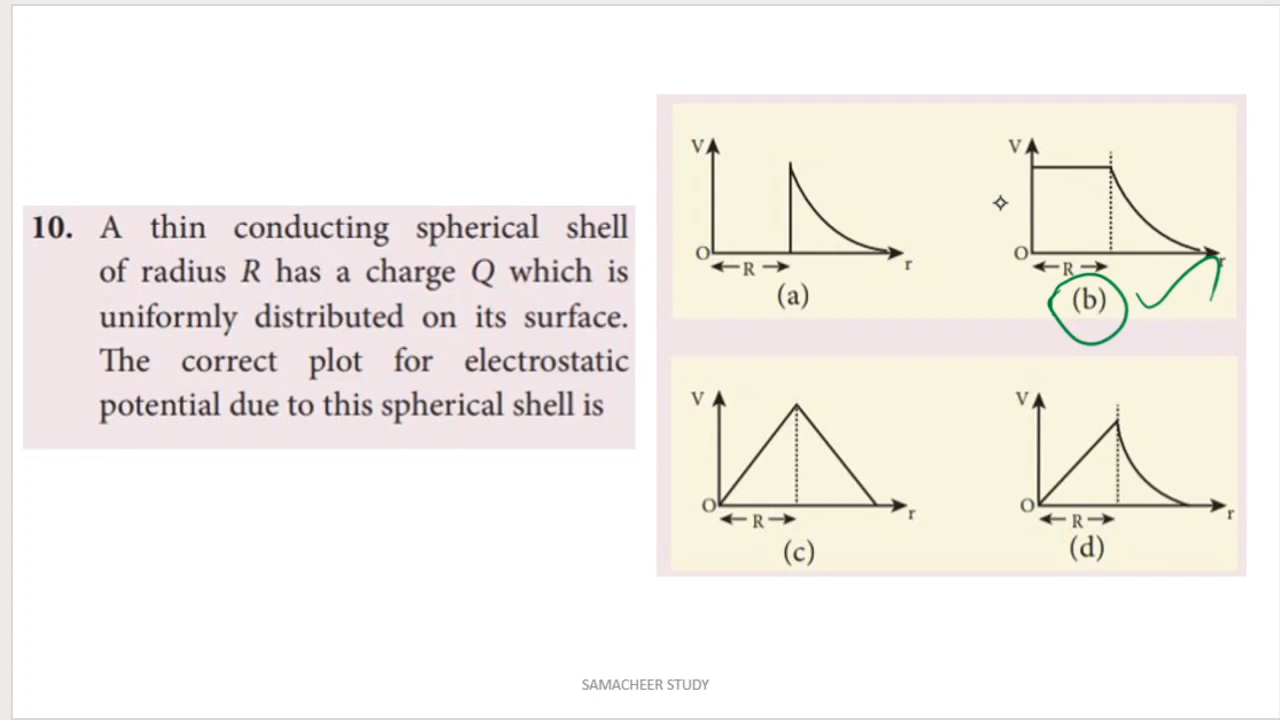 10. A thin conducting spherical shell
of radius R has a charge Q which is
uniformly distributed on its surface.
The correct plot for electrostatic
potential due to this spherical shell is
V
O
R
r
(a)
V
O
R
r
(b)
V
O
R
r
(c)
V
O
R
r
(d)
SAMACHEER STUDY